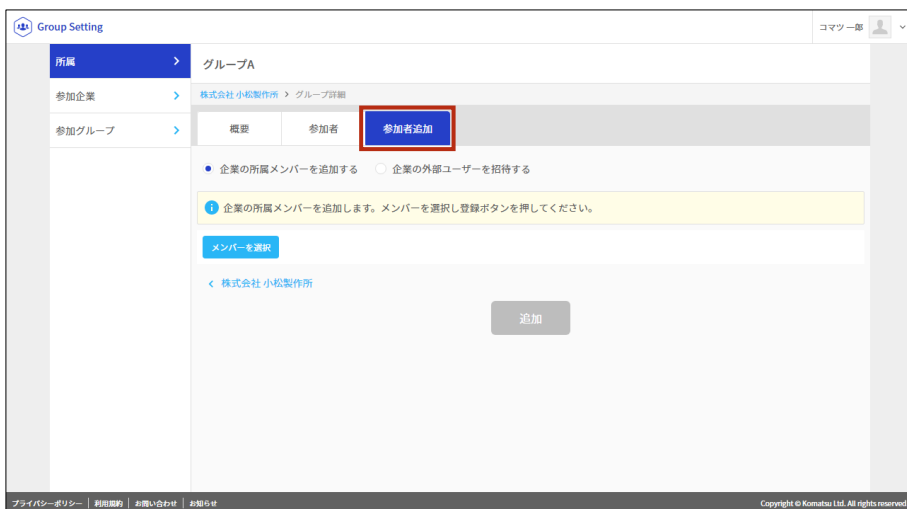 Group Setting
コマツ 一郎
所属
参加企業
参加グループ
グループA
株式会社 小松製作所 > グループ詳細
概要
参加者
参加者追加
企業の所属メンバーを追加する
企業の外部ユーザーを招待する
企業の所属メンバーを追加します。メンバーを選択し登録ボタンを押してください。
メンバーを選択
株式会社 小松製作所
追加
プライバシーポリシー | 利用規約 | お問い合わせ | お知らせ
Copyright © Komatsu Ltd. All rights reserved